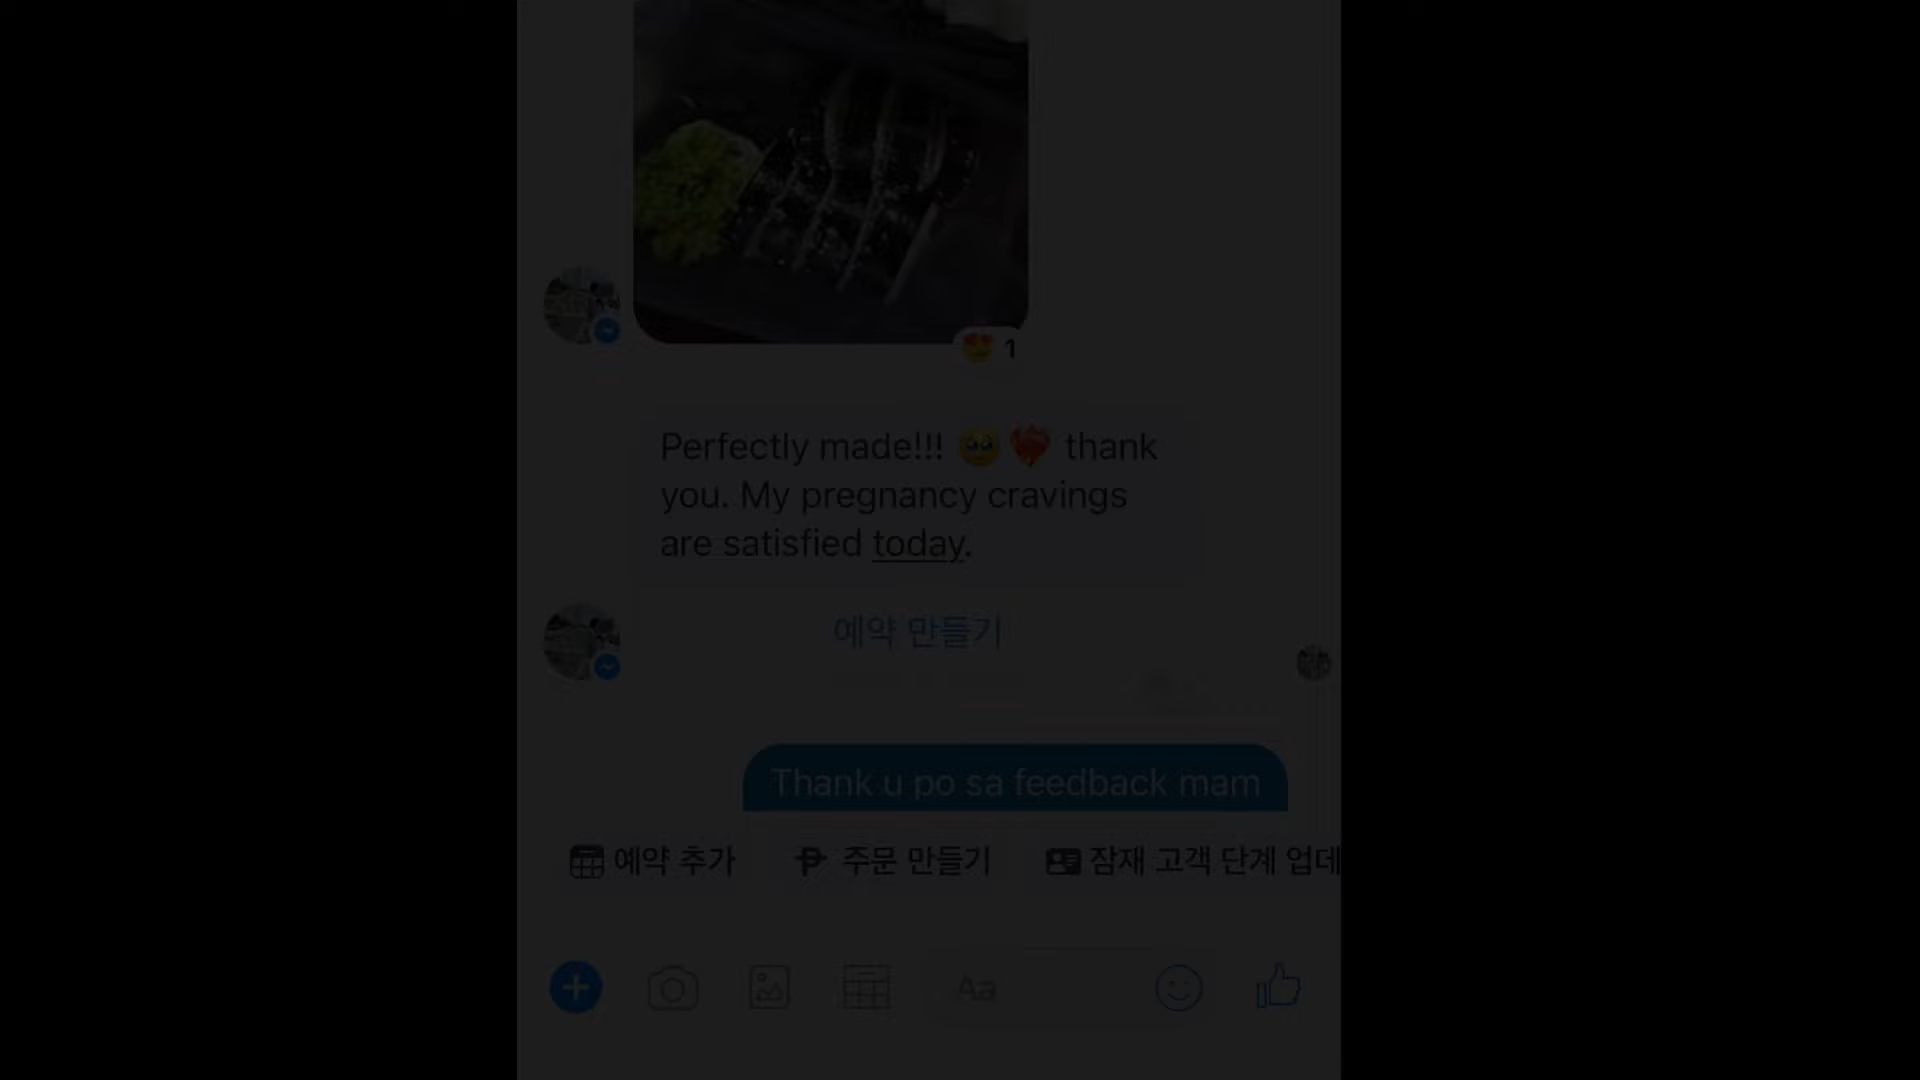 1
Perfectly made!!! 🥺❤️‍🔥 thank
you. My pregnancy cravings
are satisfied today.
예약 만들기
Thank u po sa feedback mam
예약 추가 주문 만들기 잠재 고객 단계 업데
Aa